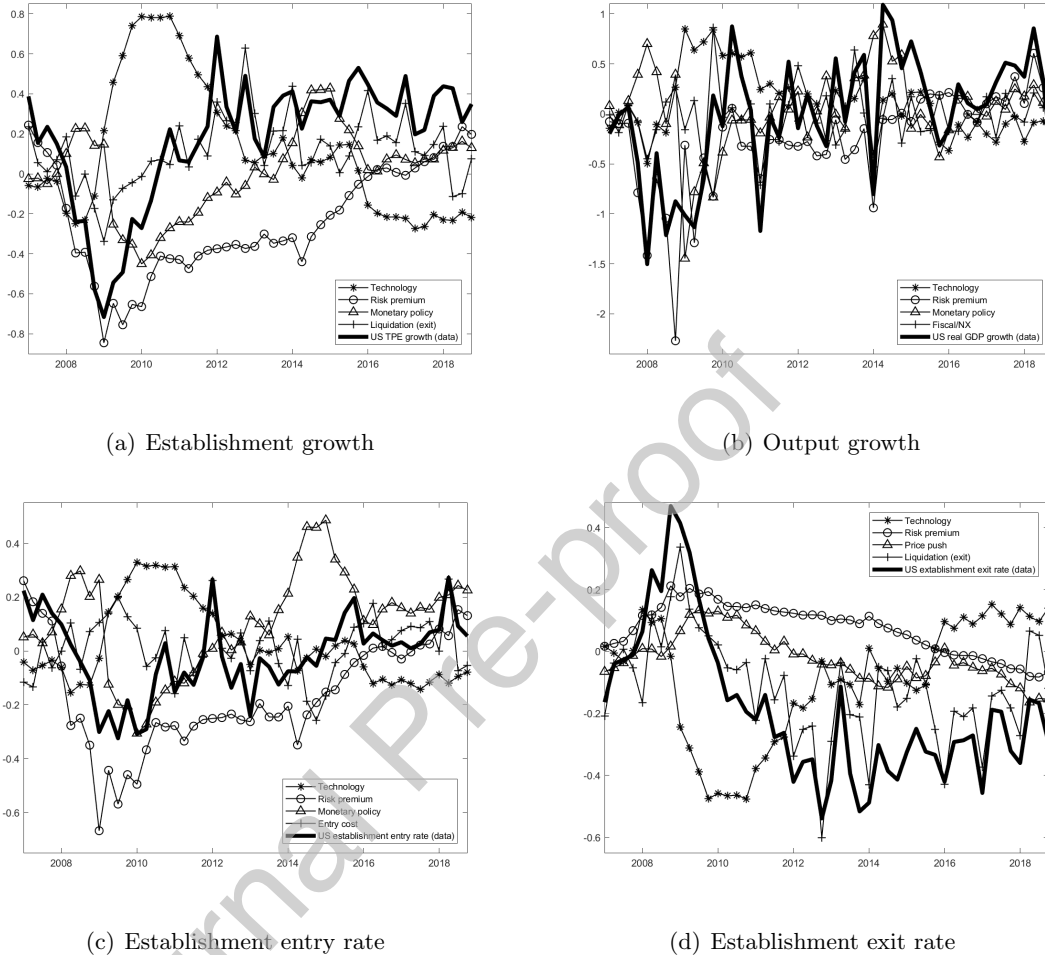 0.8
0.6
0.4
0.2
0
-0.2
-0.4
-0.6
-0.8
2008 2010 2012 2014 2016 2018
Technology
Risk premium
Monetary policy
Liquidation (exit)
US TPE growth (data)
(a) Establishment growth
1
0.5
0
-0.5
-1
-1.5
-2
2008 2010 2012 2014 2016 2018
Technology
Risk premium
Monetary policy
Fiscal/NX
US real GDP growth (data)
(b) Output growth
0.4
0.2
0
-0.2
-0.4
-0.6
2008 2010 2012 2014 2016 2018
Technology
Risk premium
Monetary policy
Entry cost
US establishment entry rate (data)
(c) Establishment entry rate
0.4
0.2
0
-0.2
-0.4
-0.6
2008 2010 2012 2014 2016 2018
Technology
Risk premium
Price push
Liquidation (exit)
US extablishment exit rate (data)
(d) Establishment exit rate
rnal Pre-proof